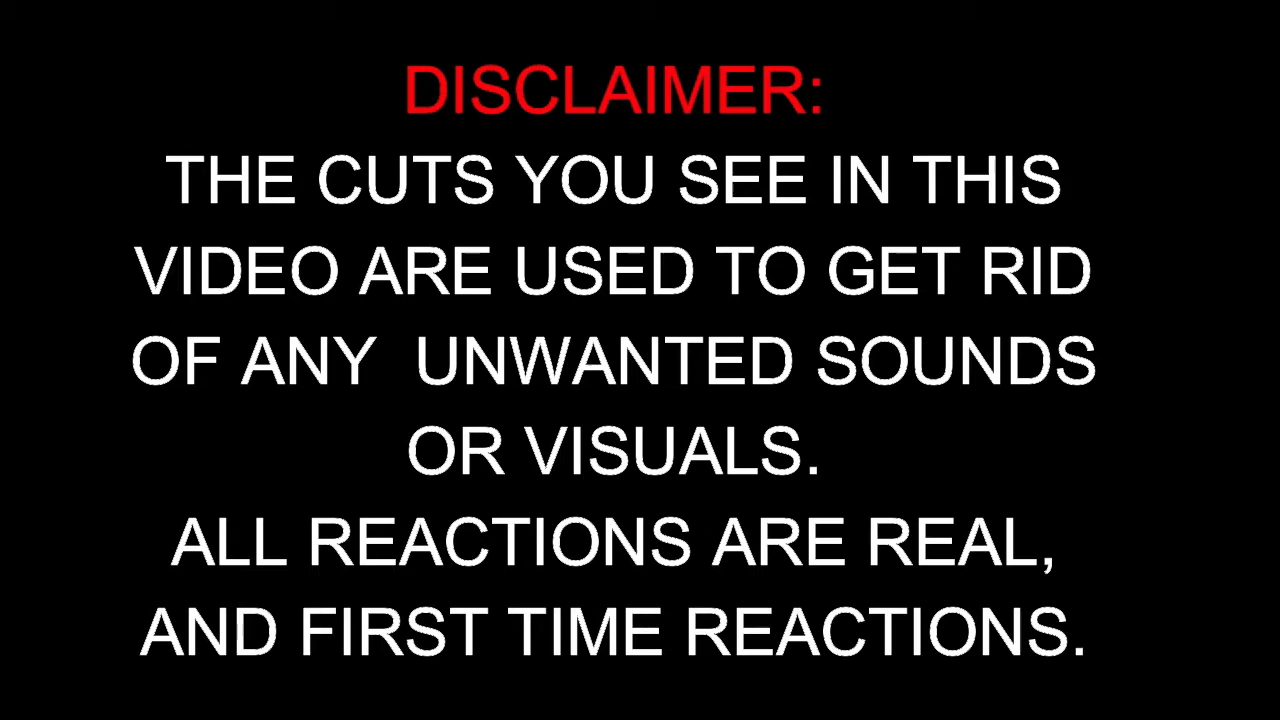 DISCLAIMER:
THE CUTS YOU SEE IN THIS
VIDEO ARE USED TO GET RID
OF ANY  UNWANTED SOUNDS
OR VISUALS.
ALL REACTIONS ARE REAL,
AND FIRST TIME REACTIONS.